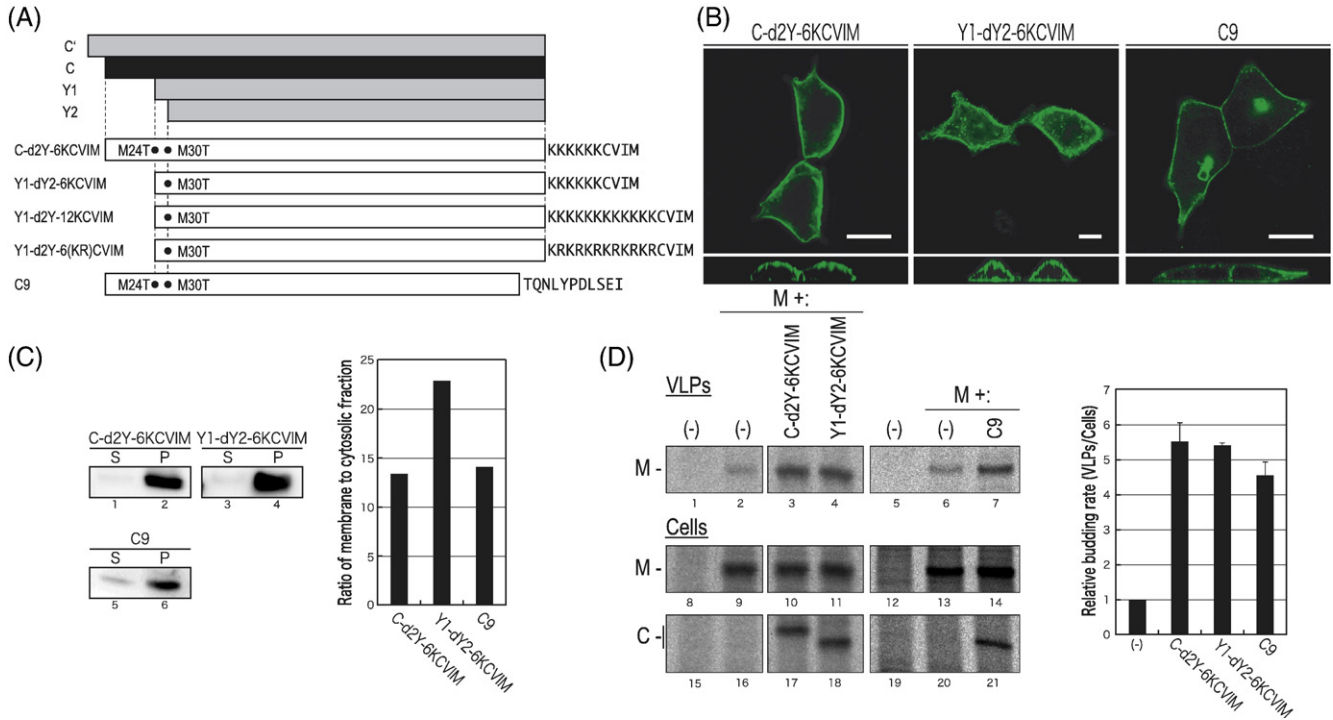 (A)
C'
C
Y1
Y2
C-d2Y-6KCVIM M24T M30T KKKKKKCVIM
Y1-dY2-6KCVIM M30T KKKKKKCVIM
Y1-d2Y-12KCVIM M30T KKKKKKKKKKKKCVIM
Y1-d2Y-6(KR)CVIM M30T KRKRKRKRKRKRCVIM
C9 M24T M30T TQNLYPDLSEI
(B)
C-d2Y-6KCVIM Y1-dY2-6KCVIM C9
(C)
C-d2Y-6KCVIM Y1-dY2-6KCVIM
S P S P
1 2 3 4
C9
S P
5 6
Ratio of membrane to cytosolic fraction
25
20
15
10
5
0
C-d2Y-6KCVIM
Y1-dY2-6KCVIM
C9
(D)
M +:
VLPs
(-) (-) C-d2Y-6KCVIM Y1-dY2-6KCVIM
M +:
(-) (-) C9
M -
1 2 3 4 5 6 7
Cells
M -
8 9 10 11 12 13 14
C -
15 16 17 18 19 20 21
Relative budding rate (VLPs/Cells)
7
6
5
4
3
2
1
0
(-)
C-d2Y-6KCVIM
Y1-dY2-6KCVIM
C9